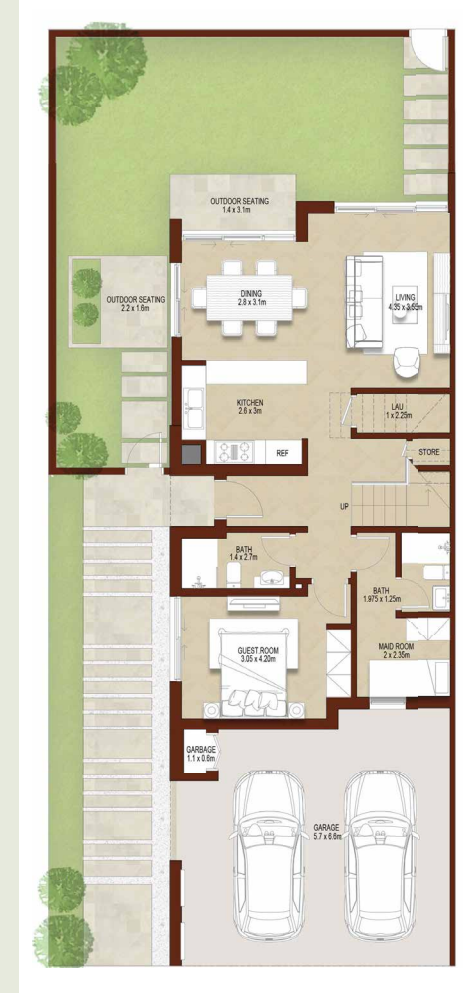 OUTDOOR SEATING
1.4 x 3.1m
OUTDOOR SEATING
2.2 x 1.6m
DINING
2.8 x 3.1m
LIVING
4.35 x 3.55m
KITCHEN
2.6 x 3m
LAU
1 x 2.25m
REF
STORE
UP
BATH
1.4 x 2.7m
BATH
1.975 x 1.25m
GUEST ROOM
3.05 x 4.20m
MAID ROOM
2 x 2.35m
GARBAGE
1.1 x 0.6m
GARAGE
5.7 x 6.6m